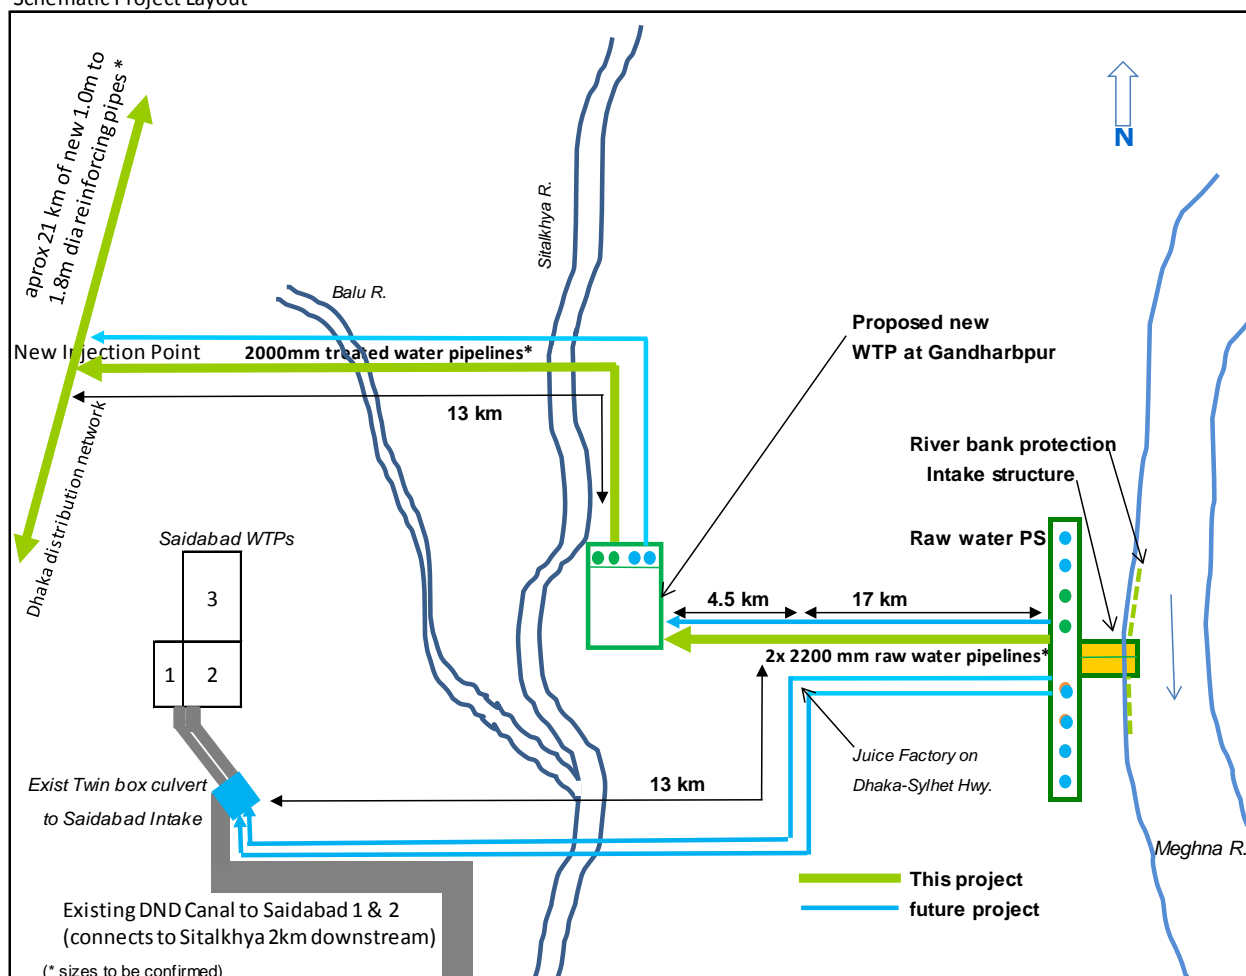 Schematic Project Layout
aprox 21 km of new 1.0m to
1.8m dia reinforcing pipes *
N
Sitalkhya R.
Balu R.
Proposed new
WTP at Gandharbpur
New Injection Point
2000mm treated water pipelines*
13 km
Dhaka distribution network
River bank protection
Intake structure
Saidabad WTPs
Raw water PS
3
4.5 km
17 km
1
2
2x 2200 mm raw water pipelines*
Juice Factory on
Dhaka-Sylhet Hwy.
Exist Twin box culvert
to Saidabad Intake
13 km
Meghna R.
This project
future project
Existing DND Canal to Saidabad 1 & 2
(connects to Sitalkhya 2km downstream)
(* sizes to be confirmed)